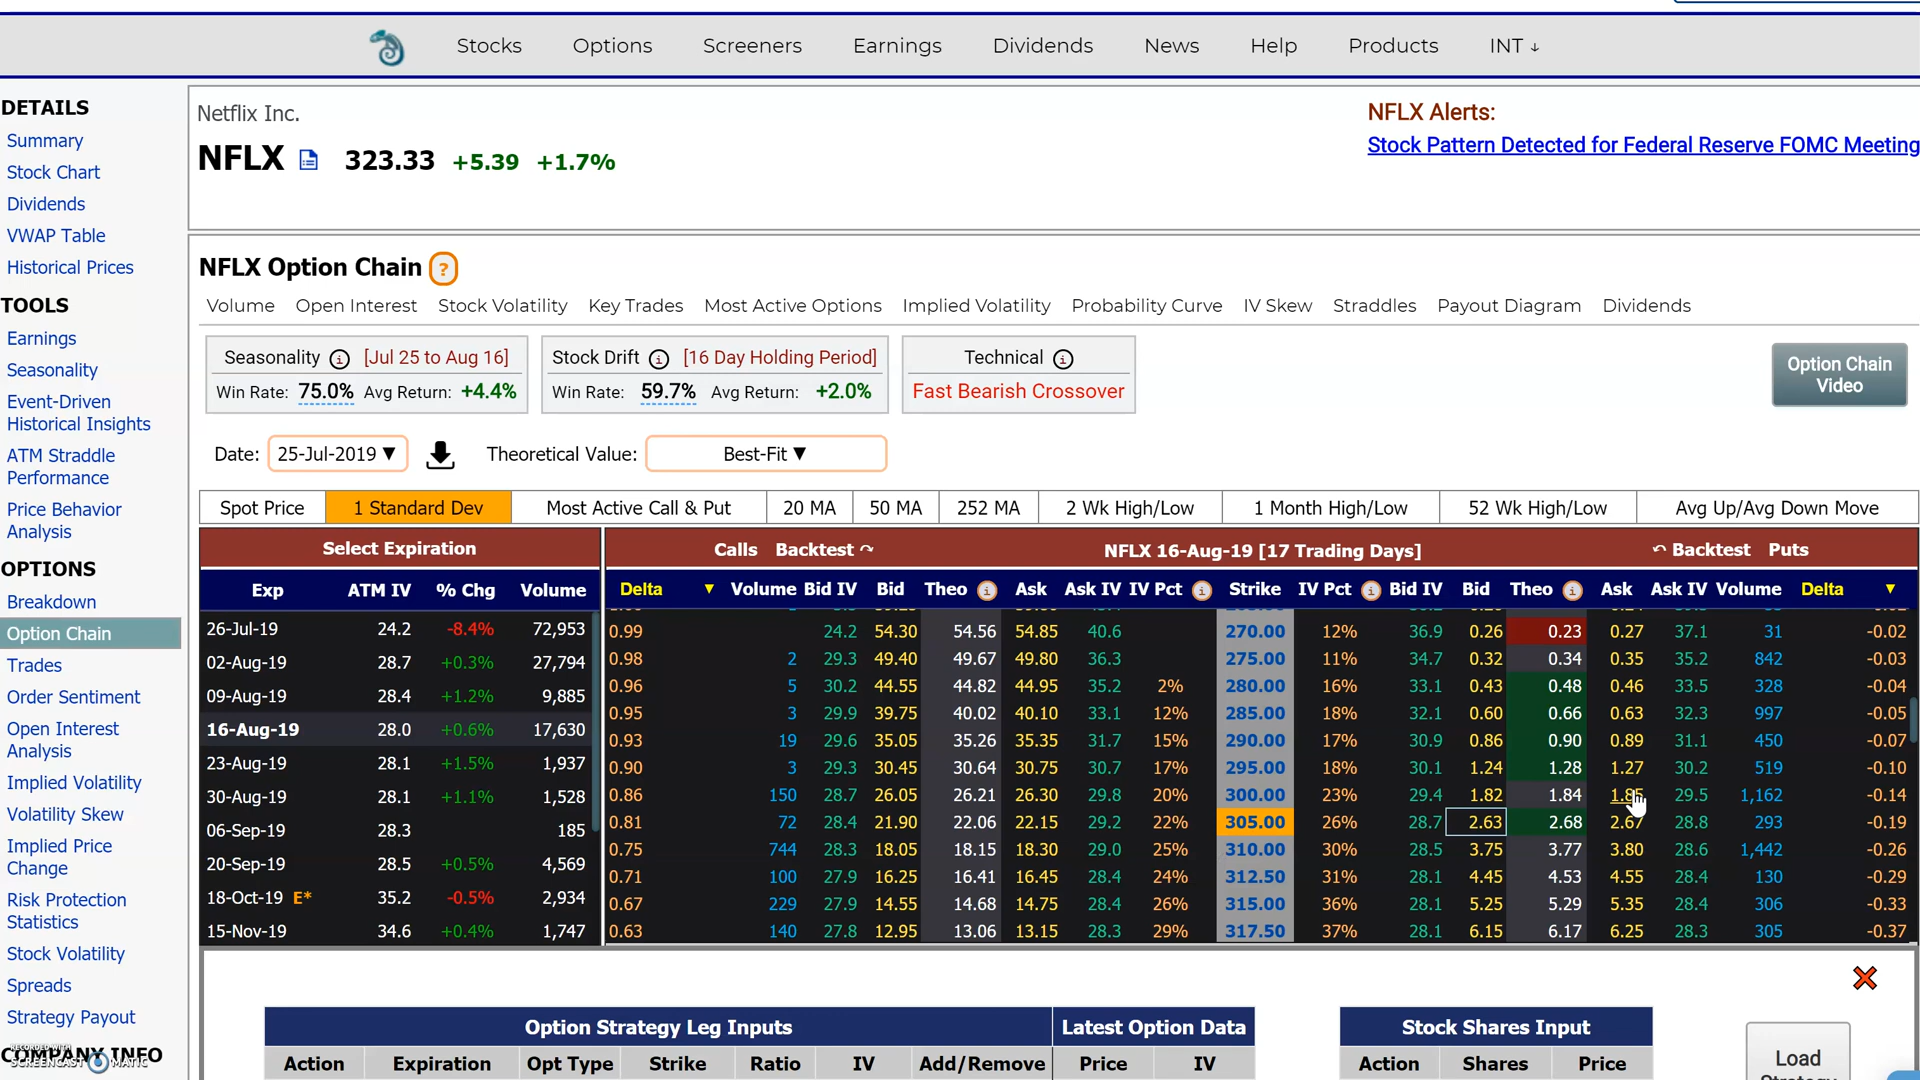 Stocks Options Screeners Earnings Dividends News Help Products INT ↓
DETAILS
Summary
Stock Chart
Dividends
VWAP Table
Historical Prices
TOOLS
Earnings
Seasonality
Event-Driven
Historical Insights
ATM Straddle
Performance
Price Behavior
Analysis
OPTIONS
Breakdown
Option Chain
Trades
Order Sentiment
Open Interest
Analysis
Implied Volatility
Volatility Skew
Implied Price
Change
Risk Protection
Statistics
Stock Volatility
Spreads
Strategy Payout
COMPANY INFO
RECORDED WITH
SCREENCAST MATIC
Netflix Inc.
NFLX 323.33 +5.39 +1.7%
NFLX Alerts:
Stock Pattern Detected for Federal Reserve FOMC Meeting
NFLX Option Chain ?
Volume Open Interest Stock Volatility Key Trades Most Active Options Implied Volatility Probability Curve IV Skew Straddles Payout Diagram Dividends
Seasonality i [Jul 25 to Aug 16]
Win Rate: 75.0% Avg Return: +4.4%
Stock Drift i [16 Day Holding Period]
Win Rate: 59.7% Avg Return: +2.0%
Technical i
Fast Bearish Crossover
Option Chain
Video
Date: 25-Jul-2019 ▼ Theoretical Value: Best-Fit ▼
Spot Price 1 Standard Dev Most Active Call & Put 20 MA 50 MA 252 MA 2 Wk High/Low 1 Month High/Low 52 Wk High/Low Avg Up/Avg Down Move
Select Expiration
Exp ATM IV % Chg Volume
26-Jul-19 24.2 -8.4% 72,953
02-Aug-19 28.7 +0.3% 27,794
09-Aug-19 28.4 +1.2% 9,885
16-Aug-19 28.0 +0.6% 17,630
23-Aug-19 28.1 +1.5% 1,937
30-Aug-19 28.1 +1.1% 1,528
06-Sep-19 28.3 185
20-Sep-19 28.5 +0.5% 4,569
18-Oct-19 E* 35.2 -0.5% 2,934
15-Nov-19 34.6 +0.4% 1,747
Calls Backtest ↷ NFLX 16-Aug-19 [17 Trading Days] ↶ Backtest Puts
Delta ▼ Volume Bid IV Bid Theo i Ask Ask IV IV Pct i Strike IV Pct i Bid IV Bid Theo i Ask Ask IV Volume Delta ▼
0.99 24.2 54.30 54.56 54.85 40.6 270.00 12% 36.9 0.26 0.23 0.27 37.1 31 -0.02
0.98 2 29.3 49.40 49.67 49.80 36.3 275.00 11% 34.7 0.32 0.34 0.35 35.2 842 -0.03
0.96 5 30.2 44.55 44.82 44.95 35.2 2% 280.00 16% 33.1 0.43 0.48 0.46 33.5 328 -0.04
0.95 3 29.9 39.75 40.02 40.10 33.1 12% 285.00 18% 32.1 0.60 0.66 0.63 32.3 997 -0.05
0.93 19 29.6 35.05 35.26 35.35 31.7 15% 290.00 17% 30.9 0.86 0.90 0.89 31.1 450 -0.07
0.90 3 29.3 30.45 30.64 30.75 30.7 17% 295.00 18% 30.1 1.24 1.28 1.27 30.2 519 -0.10
0.86 150 28.7 26.05 26.21 26.30 29.8 20% 300.00 23% 29.4 1.82 1.84 29.5 1,162 -0.14
0.81 72 28.4 21.90 22.06 22.15 29.2 22% 305.00 26% 28.7 2.63 2.68 2.67 28.8 293 -0.19
0.75 744 28.3 18.05 18.15 18.30 29.0 25% 310.00 30% 28.5 3.75 3.77 3.80 28.6 1,442 -0.26
0.71 100 27.9 16.25 16.41 16.45 28.4 24% 312.50 31% 28.1 4.45 4.53 4.55 28.4 130 -0.29
0.67 229 27.9 14.55 14.68 14.75 28.4 26% 315.00 36% 28.1 5.25 5.29 5.35 28.4 306 -0.33
0.63 140 27.8 12.95 13.06 13.15 28.3 29% 317.50 37% 28.1 6.15 6.17 6.25 28.3 305 -0.37
Option Strategy Leg Inputs Latest Option Data Stock Shares Input
Action Expiration Opt Type Strike Ratio IV Add/Remove Price IV Action Shares Price
Load